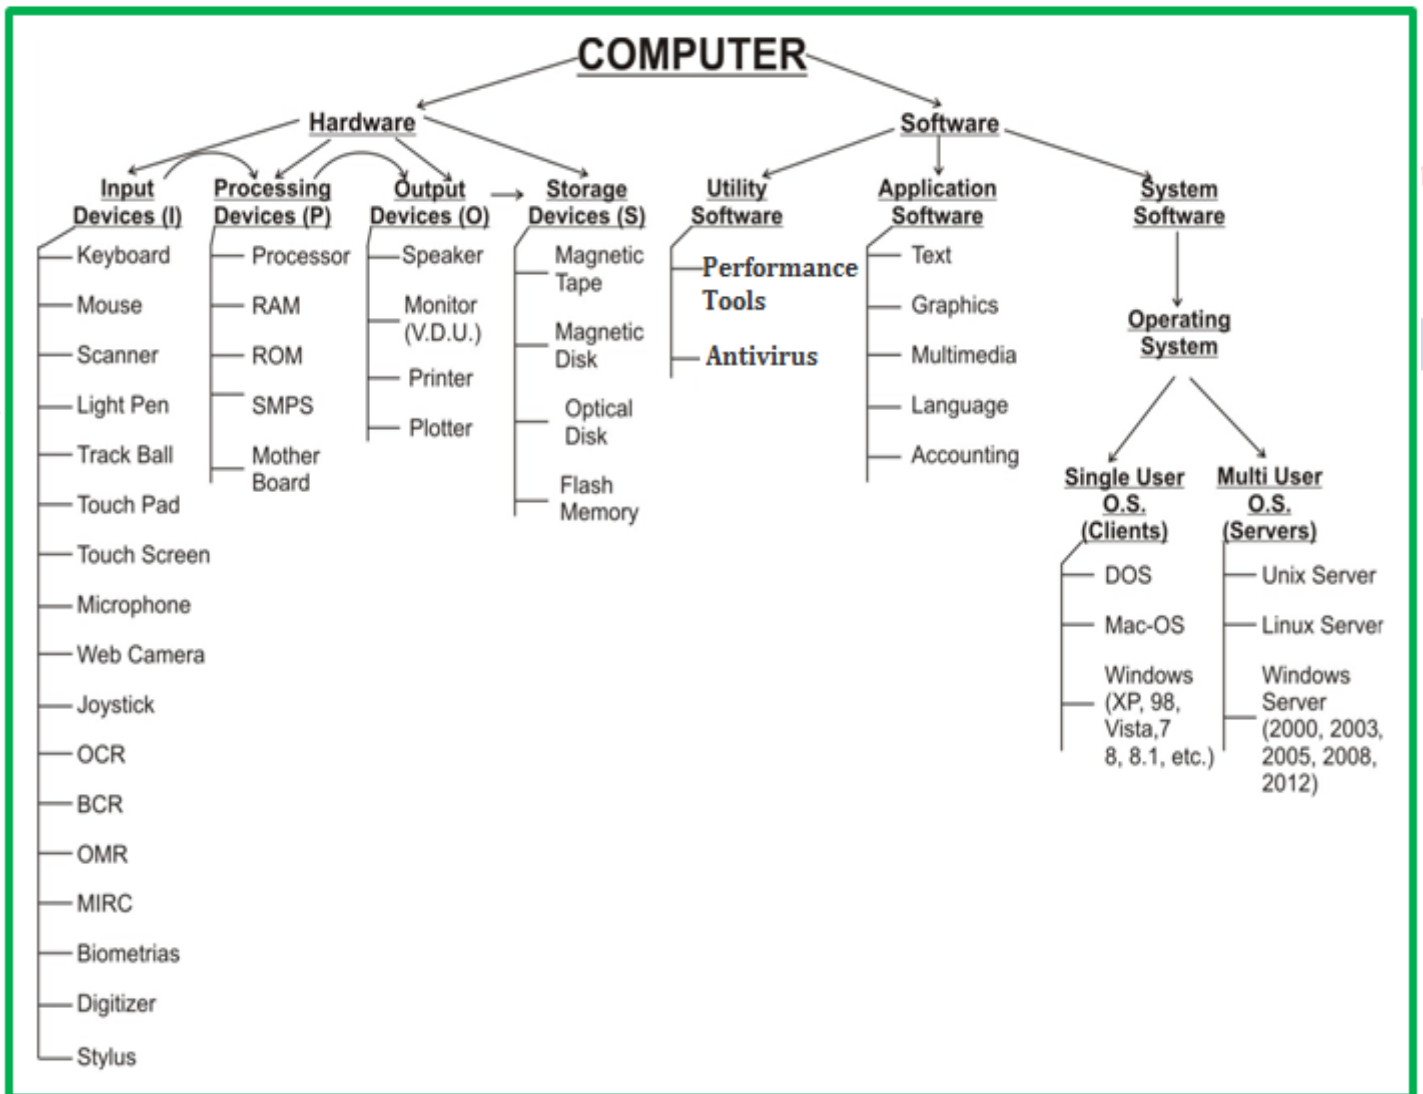 COMPUTER
Hardware
Software
Input
Devices (I)
Processing
Devices (P)
Output
Devices (O)
Storage
Devices (S)
Utility
Software
Application
Software
System
Software
Keyboard
Mouse
Scanner
Light Pen
Track Ball
Touch Pad
Touch Screen
Microphone
Web Camera
Joystick
OCR
BCR
OMR
MIRC
Biometrias
Digitizer
Stylus
Processor
RAM
ROM
SMPS
Mother
Board
Speaker
Monitor
(V.D.U.)
Printer
Plotter
Magnetic
Tape
Magnetic
Disk
Optical
Disk
Flash
Memory
Performance
Tools
Antivirus
Text
Graphics
Multimedia
Language
Accounting
Operating
System
Single User
O.S.
(Clients)
DOS
Mac-OS
Windows
(XP, 98,
Vista,7
8, 8.1, etc.)
Multi User
O.S.
(Servers)
Unix Server
Linux Server
Windows
Server
(2000, 2003,
2005, 2008,
2012)